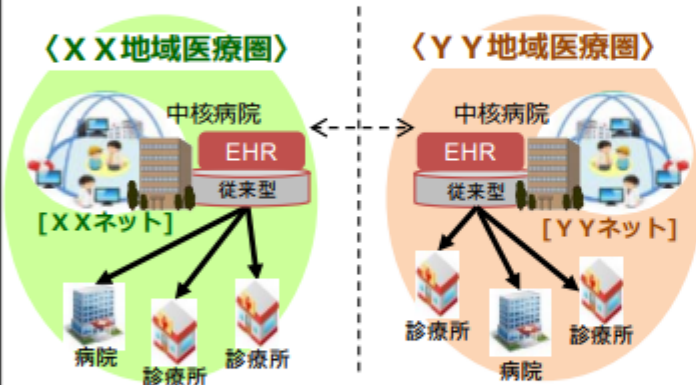 〈ＸＸ地域医療圏〉
中核病院
EHR
従来型
[ＸＸネット]
病院
診療所
診療所
〈ＹＹ地域医療圏〉
中核病院
EHR
従来型
[ＹＹネット]
診療所
病院
診療所